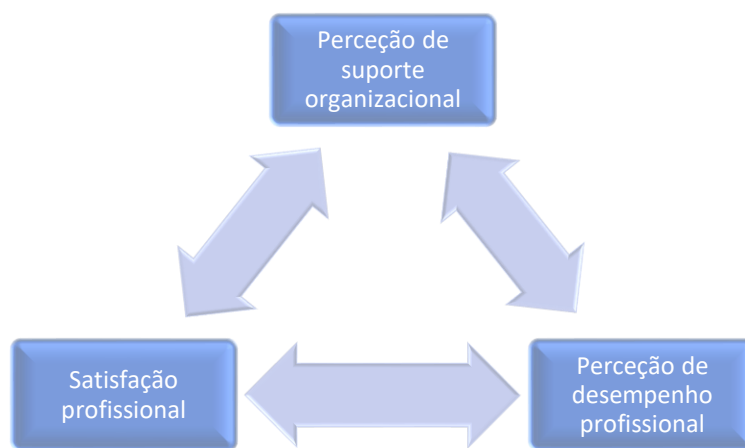 Perceção de
suporte
organizacional
Satisfação
profissional
Perceção de
desempenho
profissional